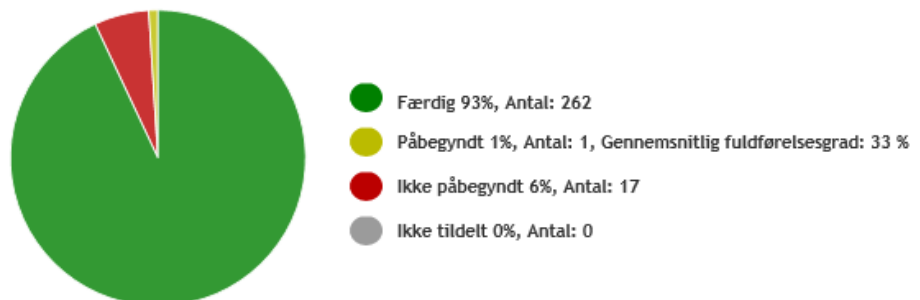 Færdig 93%, Antal: 262
Påbegyndt 1%, Antal: 1, Gennemsnitlig fuldførelsesgrad: 33 %
Ikke påbegyndt 6%, Antal: 17
Ikke tildelt 0%, Antal: 0